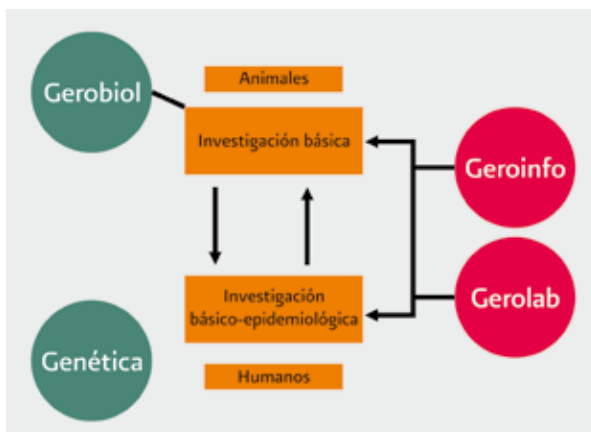 Animales
Gerobiol
Investigación básica
Geroinfo
Investigación
básico-epidemiológica
Gerolab
Genética
Humanos